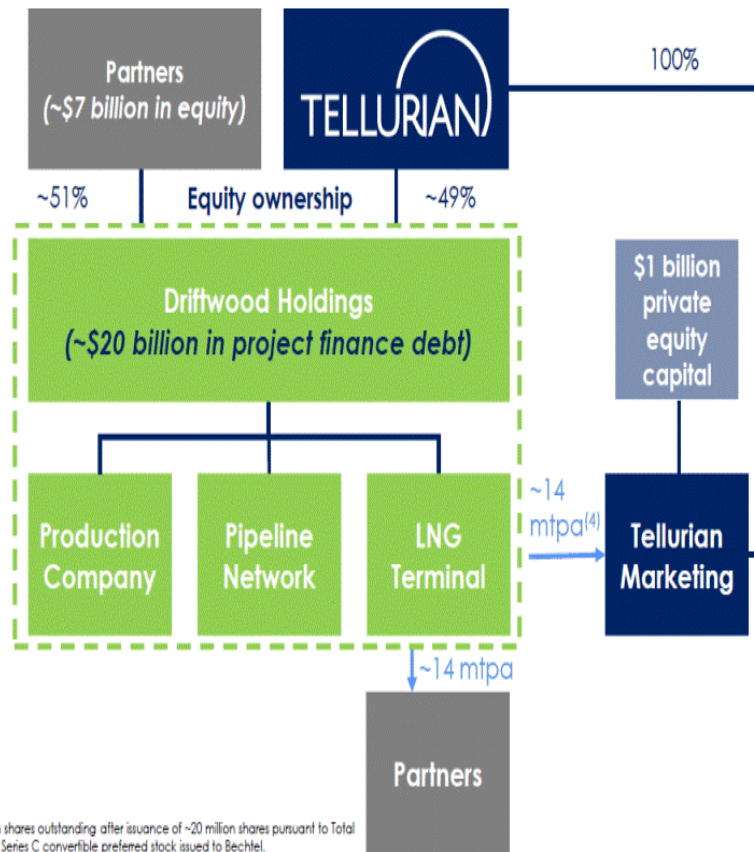 Partners
(~$7 billion in equity)
TELLURIAN
100%
~51%
Equity ownership
~49%
Driftwood Holdings
(~$20 billion in project finance debt)
$1 billion
private
equity
capital
Production
Company
Pipeline
Network
LNG
Terminal
~14
mtpa(4)
Tellurian
Marketing
~14 mtpa
Partners
shares outstanding after issuance of ~20 million shares pursuant to Total
Series C convertible preferred stock issued to Bechtel.